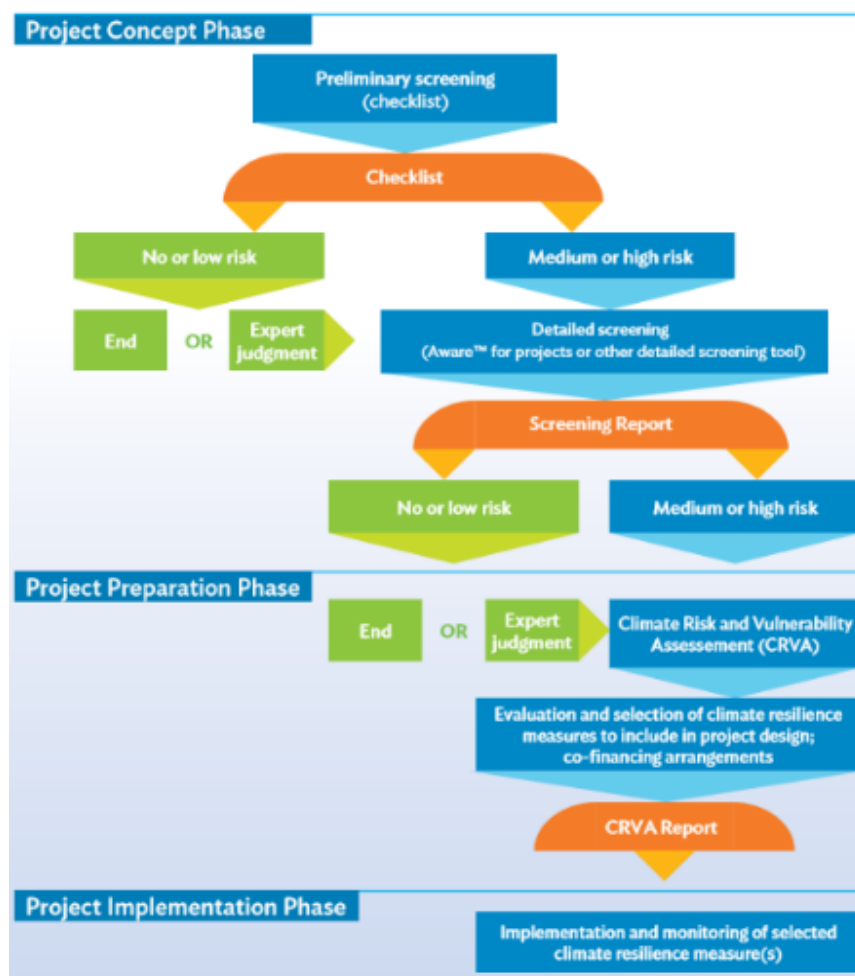 Project Concept Phase
Preliminary screening
(checklist)
Checklist
No or low risk
Medium or high risk
End
OR
Expert
judgment
Detailed screening
(Aware™ for projects or other detailed screening tool)
Screening Report
No or low risk
Medium or high risk
Project Preparation Phase
End
OR
Expert
judgment
Climate Risk and Vulnerability
Assessement (CRVA)
Evaluation and selection of climate resilience
measures to include in project design;
co-financing arrangements
CRVA Report
Project Implementation Phase
Implementation and monitoring of selected
climate resilience measure(s)